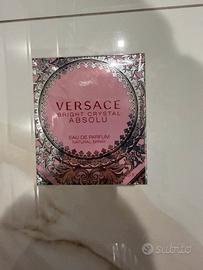 VERSACE
BRIGHT CRYSTAL
ABSOLU
EAU DE PARFUM
NATURAL SPRAY
subito